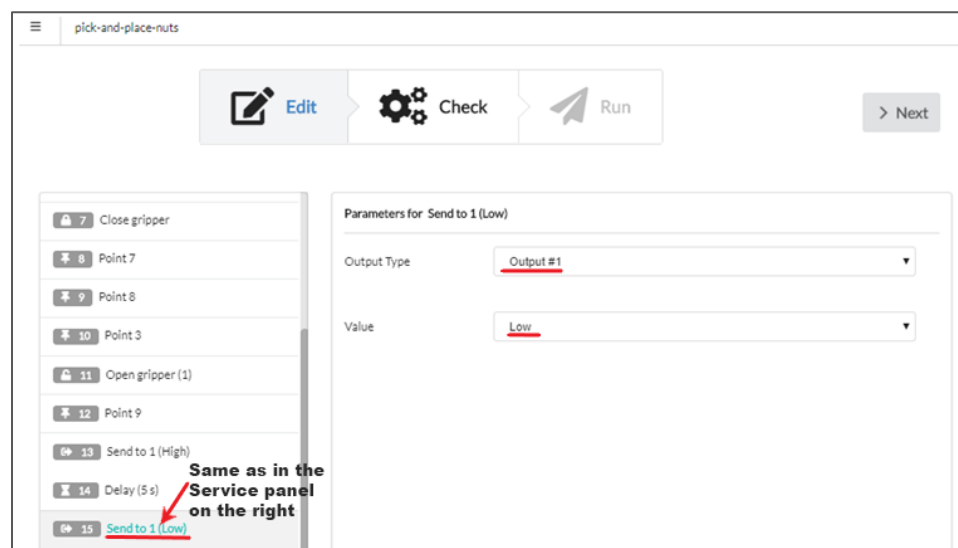 pick-and-place-nuts
Edit
Check
Run
> Next
7 Close gripper
8 Point 7
9 Point 8
10 Point 3
11 Open gripper (1)
12 Point 9
13 Send to 1 (High)
14 Delay (5 s)
15 Send to 1 (Low)
Same as in the
Service panel
on the right
Parameters for Send to 1 (Low)
Output Type Output #1
Value Low